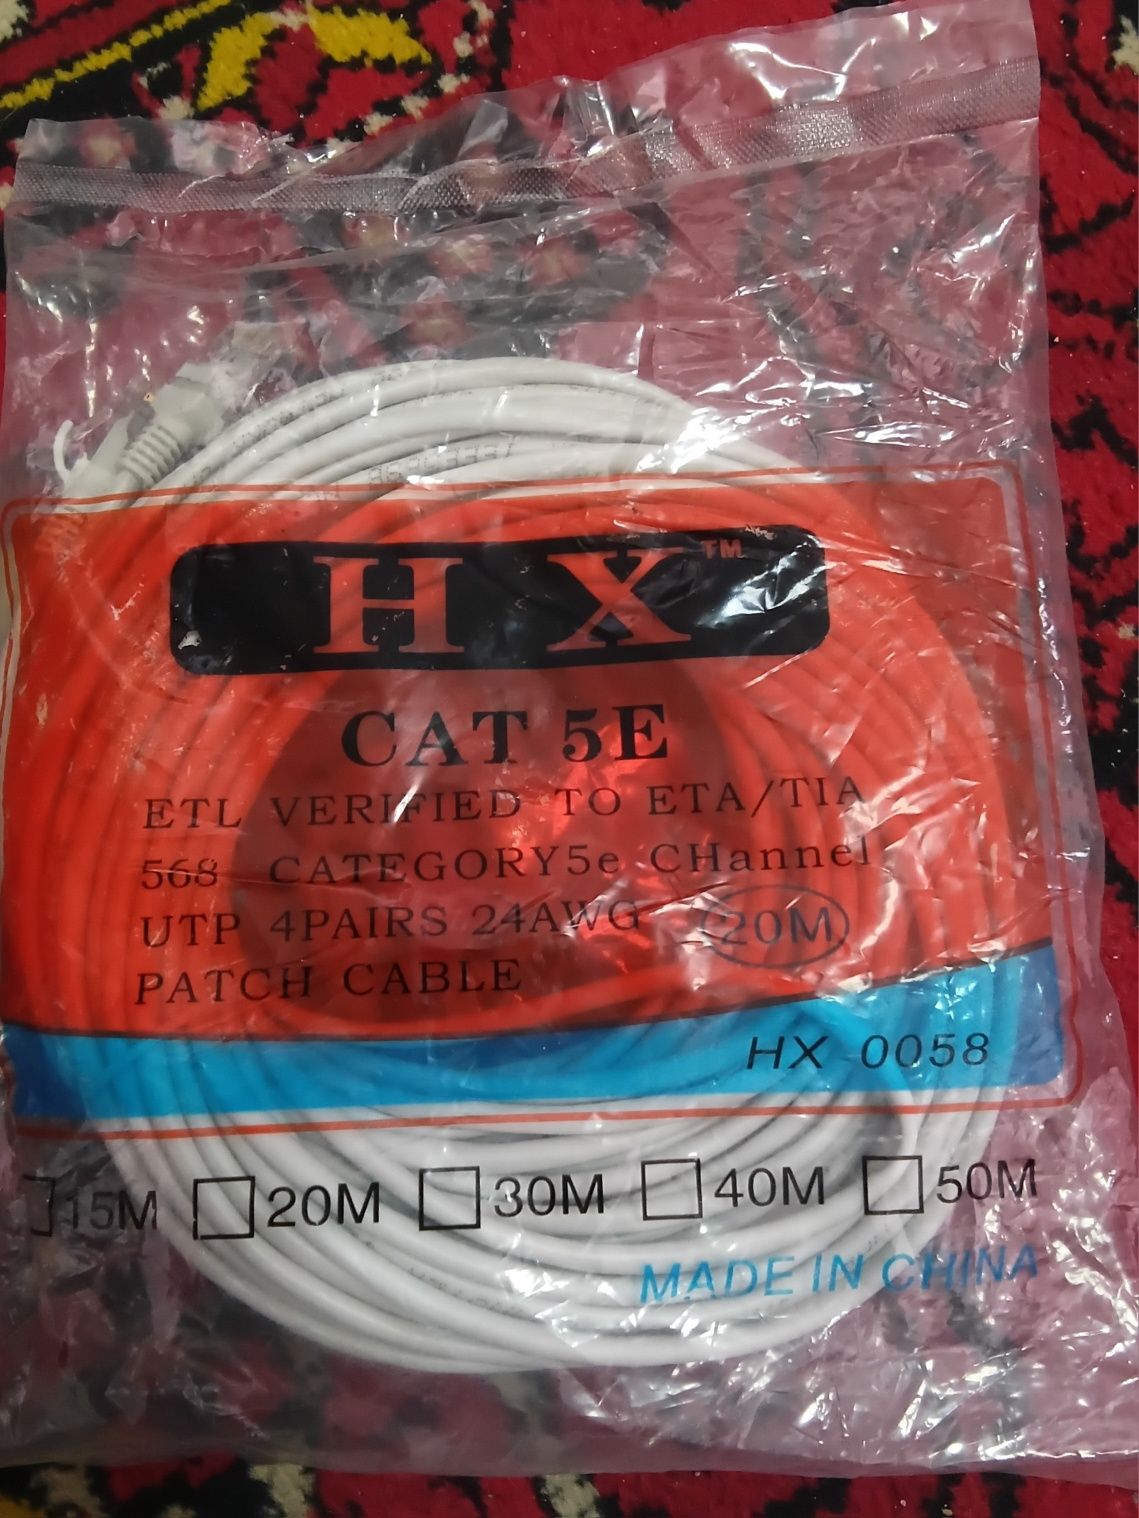 H X TM
CAT 5E
ETL VERIFIED TO ETA/TIA
568 CATEGORY5e CHannel
UTP 4PAIRS 24AWG 20M
PATCH CABLE
HX 0058
15M 20M 30M 40M 50M
MADE IN CHINA